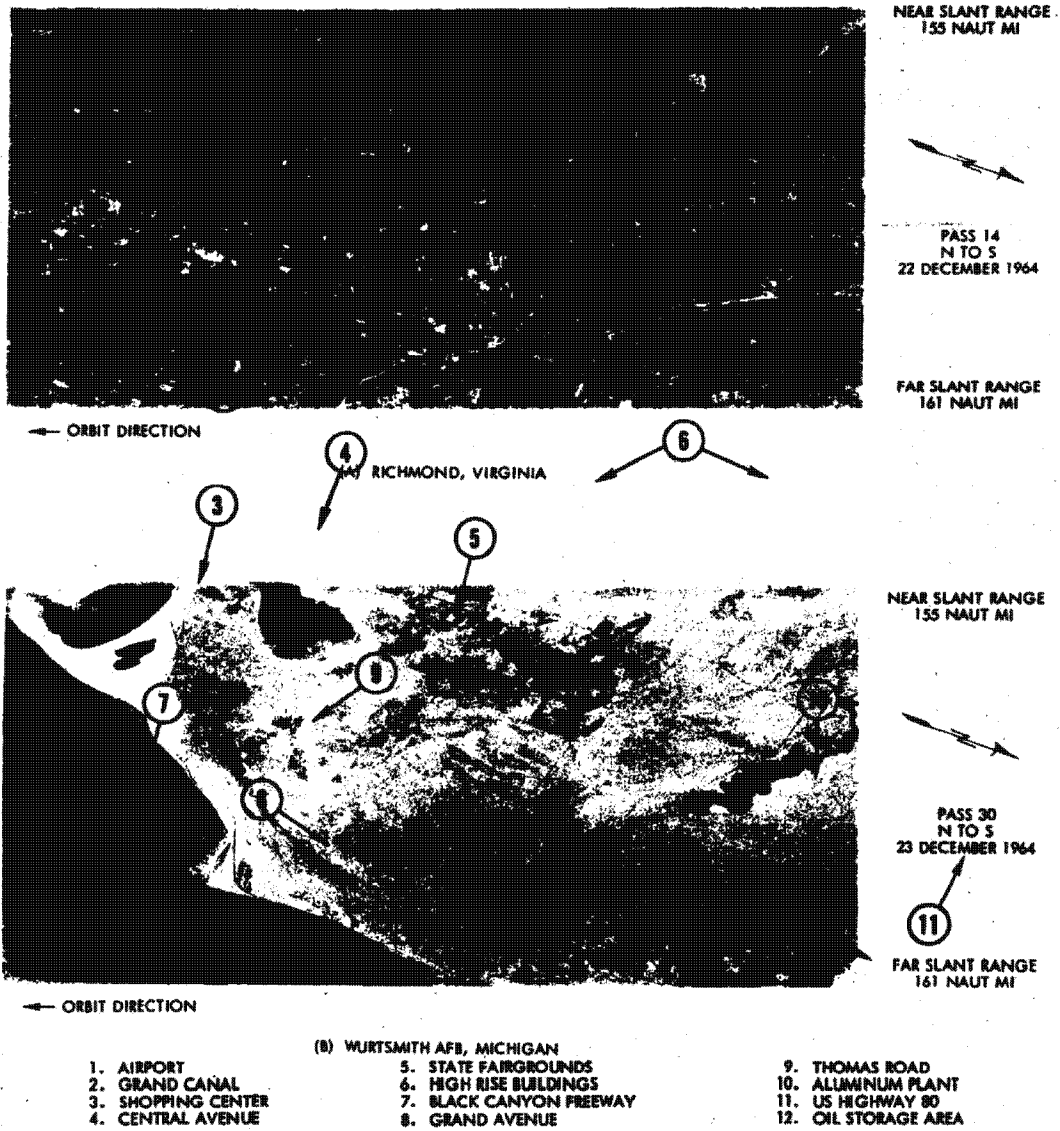 NEAR SLANT RANGE
155 NAUT MI
PASS 14
N TO S
22 DECEMBER 1964
FAR SLANT RANGE
161 NAUT MI
ORBIT DIRECTION
4
6
(A) RICHMOND, VIRGINIA
3
5
NEAR SLANT RANGE
155 NAUT MI
7
PASS 30
N TO S
23 DECEMBER 1964
11
FAR SLANT RANGE
161 NAUT MI
ORBIT DIRECTION
(B) WURTSMITH AFB, MICHIGAN
1. AIRPORT
2. GRAND CANAL
3. SHOPPING CENTER
4. CENTRAL AVENUE
5. STATE FAIRGROUNDS
6. HIGH RISE BUILDINGS
7. BLACK CANYON FREEWAY
8. GRAND AVENUE
9. THOMAS ROAD
10. ALUMINUM PLANT
11. US HIGHWAY 80
12. OIL STORAGE AREA